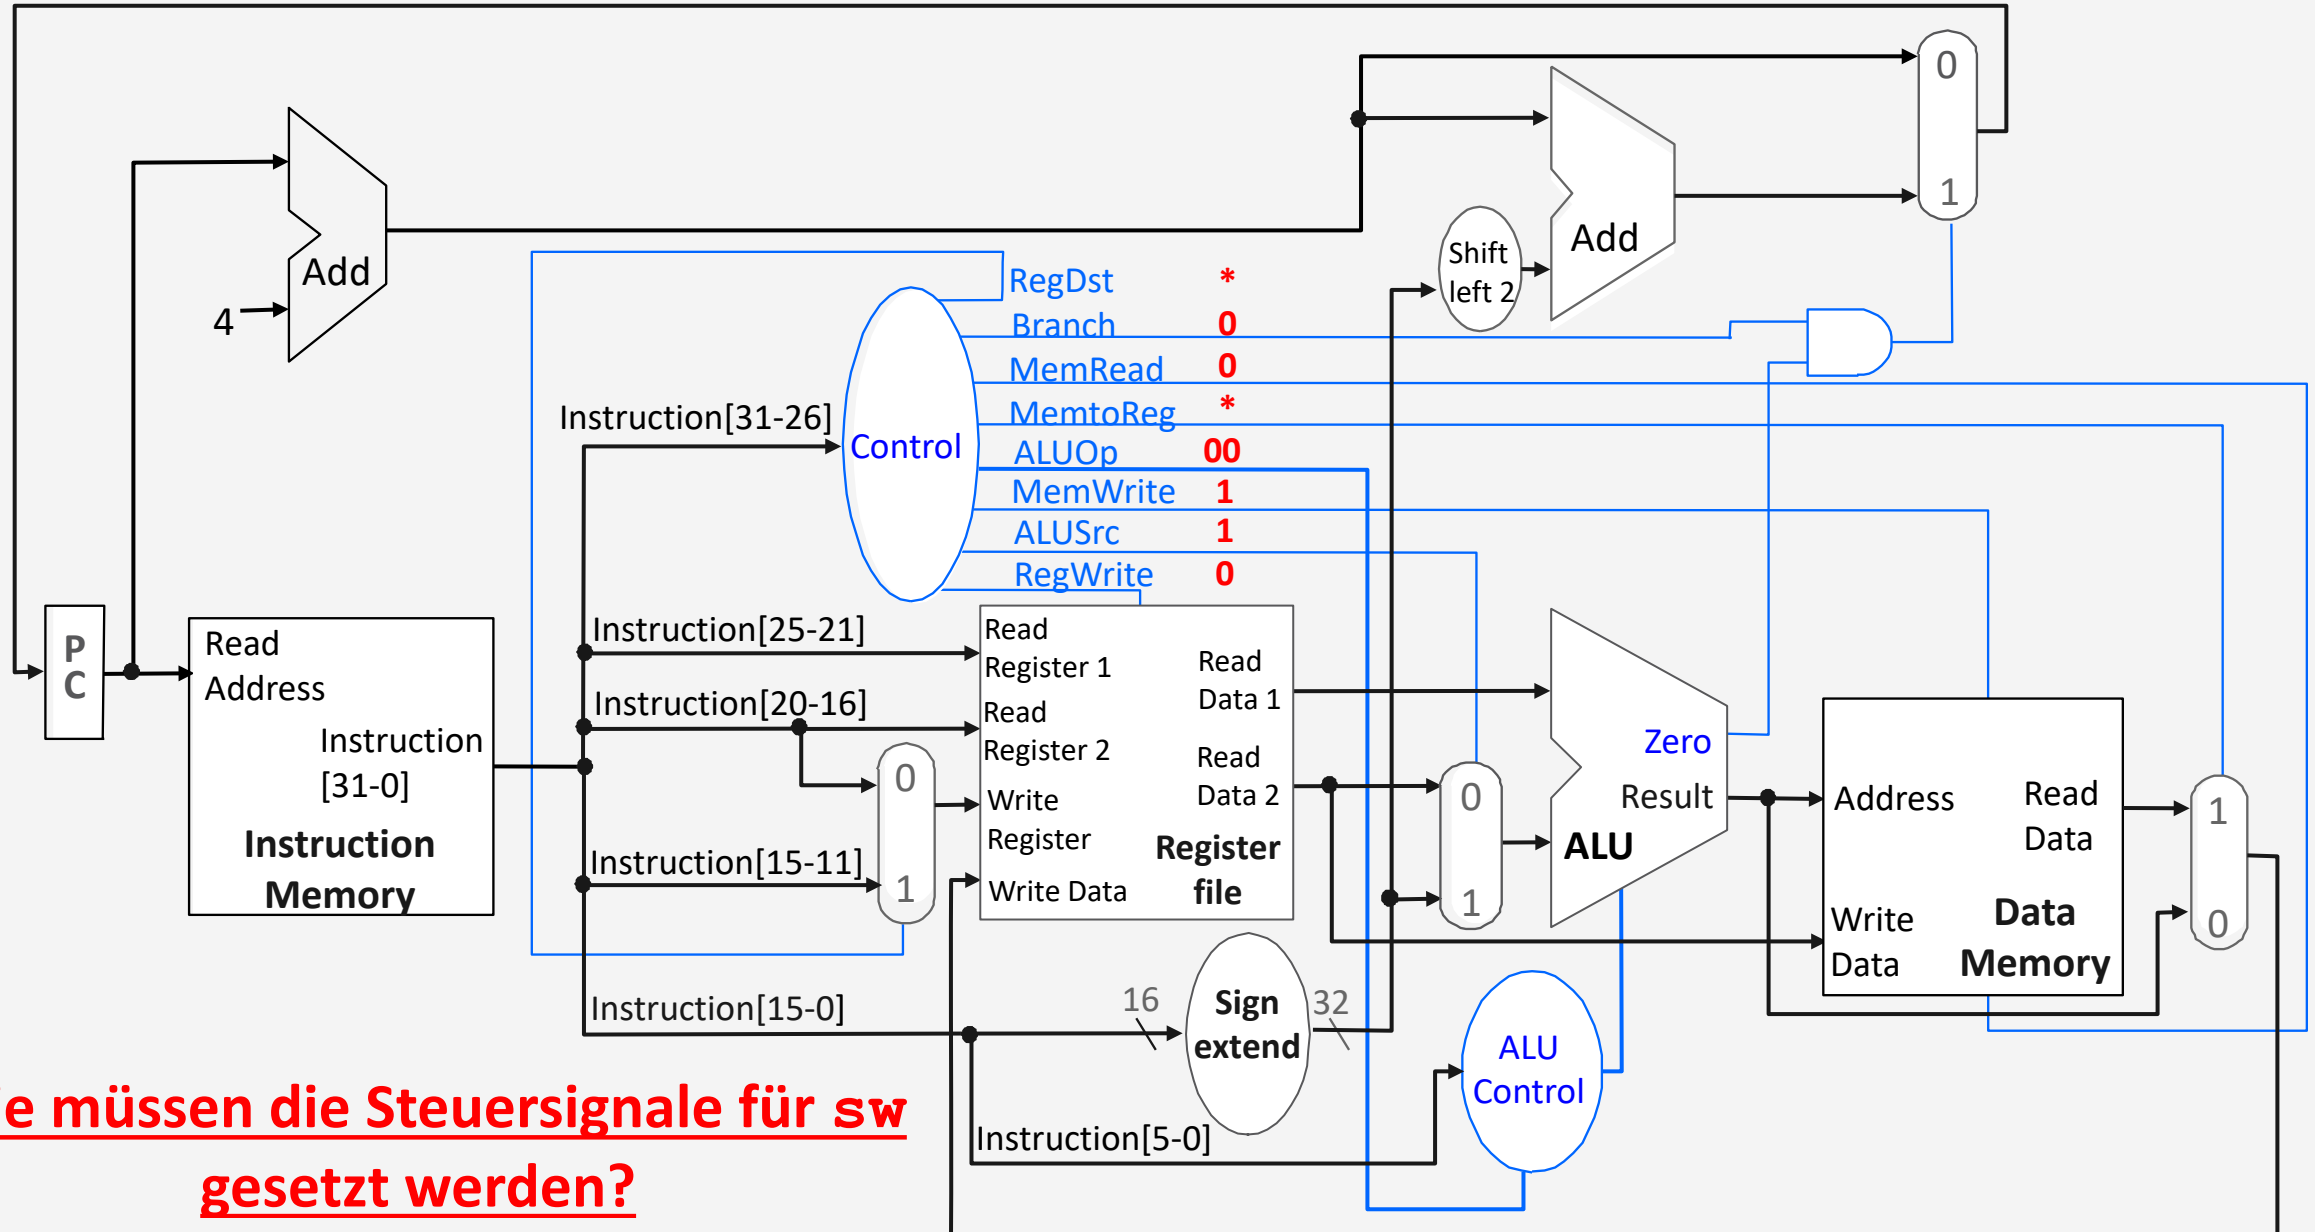 0
1
Add
4
Add
Shift
left 2
RegDst *
Branch 0
MemRead 0
MemtoReg *
ALUOp 00
MemWrite 1
ALUSrc 1
RegWrite 0
Control
Instruction[31-26]
P
C
Read
Address
Instruction
[31-0]
Instruction
Memory
Instruction[25-21]
Instruction[20-16]
Instruction[15-11]
Instruction[15-0]
Instruction[5-0]
0
1
Read
Register 1
Read
Register 2
Write
Register
Write Data
Read
Data 1
Read
Data 2
Register
file
0
1
Zero
Result
ALU
Address
Read
Data
Write
Data
Data
Memory
1
0
16
Sign
extend
32
ALU
Control
e müssen die Steuersignale für sw
gesetzt werden?